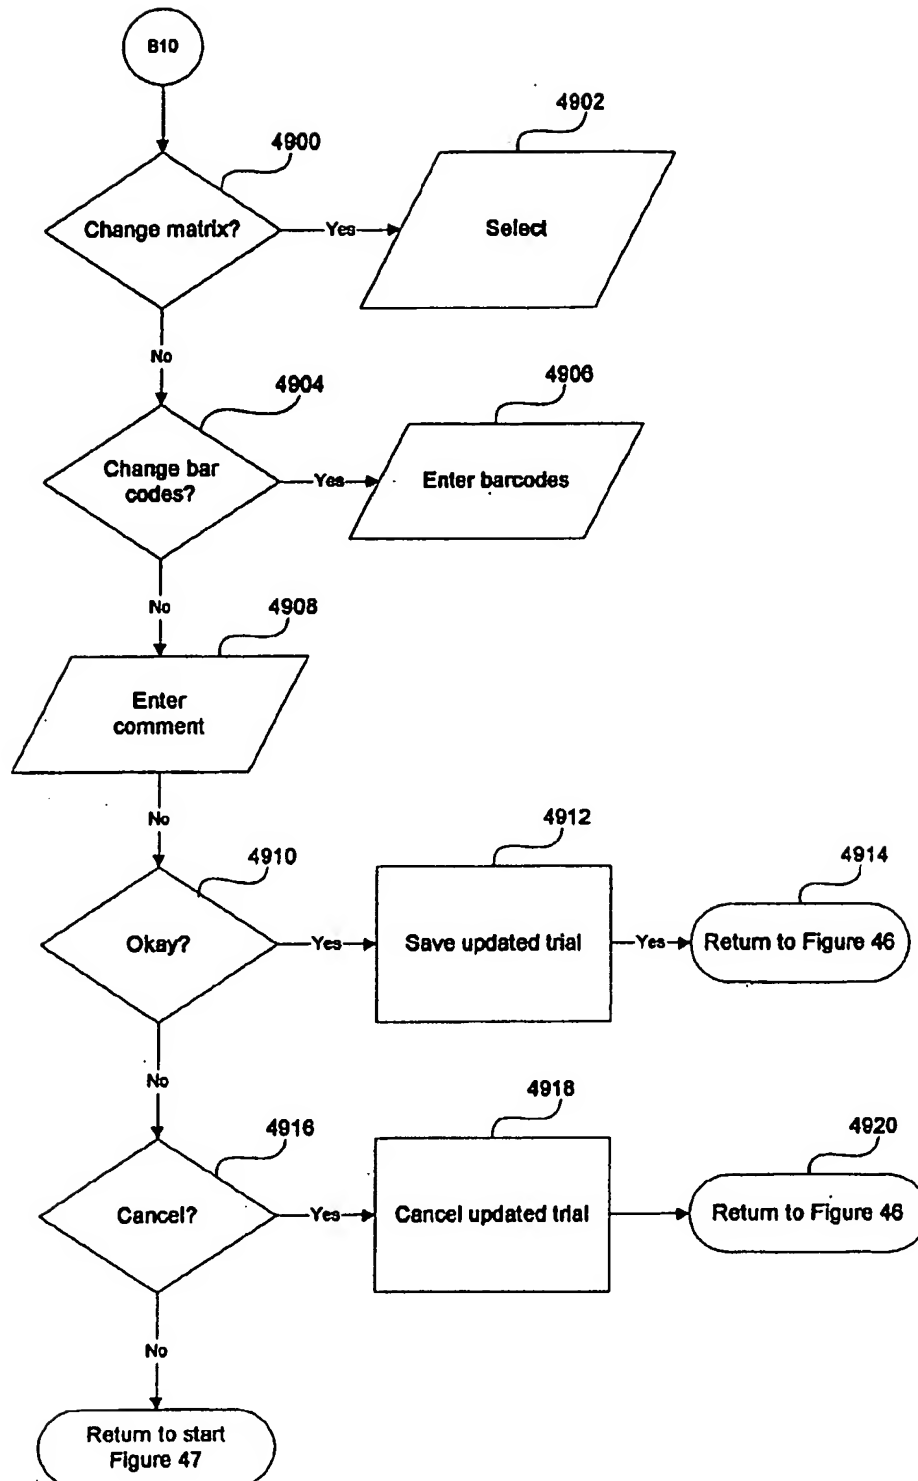 B10
4900
4902
Change matrix?
Yes
Select
No
4904
4906
Change bar
codes?
Yes
Enter barcodes
No
4908
Enter
comment
No
4910
4912
4914
Okay?
Yes
Save updated trial
Yes
Return to Figure 46
No
4916
4918
4920
Cancel?
Yes
Cancel updated trial
Return to Figure 46
No
Return to start
Figure 47